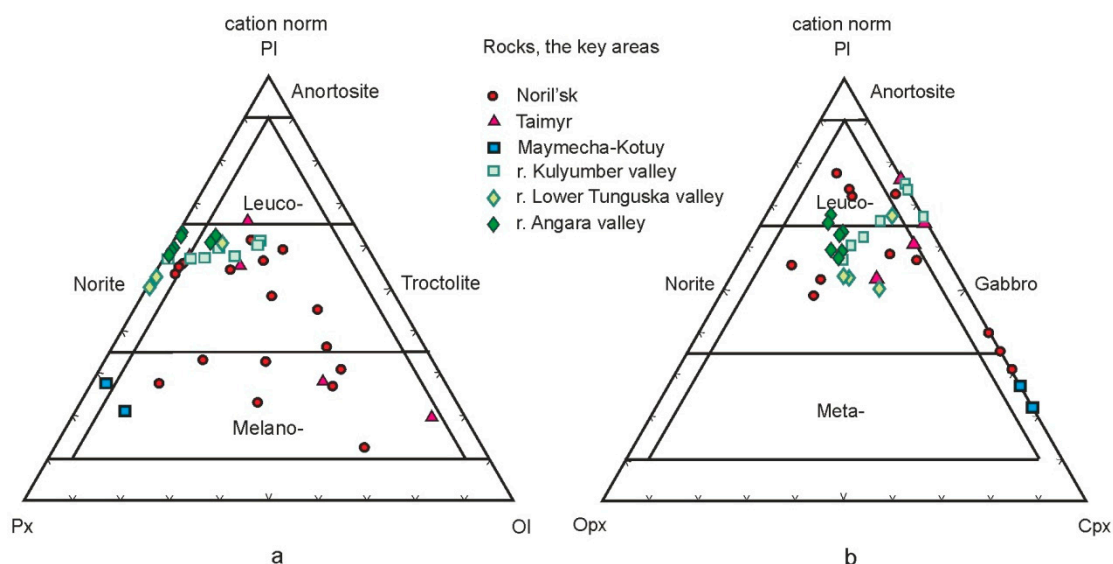 a
cation norm
Pl
Anortosite
Leuco-
Norite
Troctolite
Melano-
Px
Ol
a
Rocks, the key areas
Noril'sk
Taimyr
Maymecha-Kotuy
r. Kulyumber valley
r. Lower Tunguska valley
r. Angara valley
b
cation norm
Pl
Anortosite
Leuco-
Norite
Gabbro
Meta-
Opx
Cpx
b